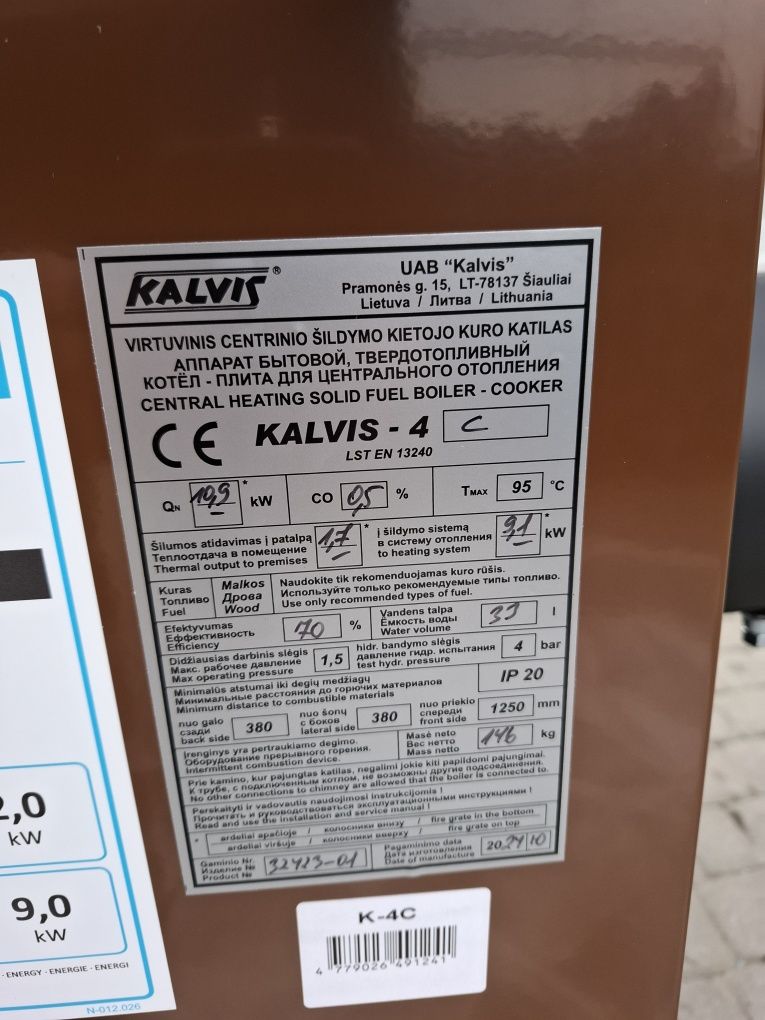 KALVIS®
UAB "Kalvis"
Pramonės g. 15, LT-78137 Šiauliai
Lietuva / Литва / Lithuania
VIRTUVINIS CENTRINIO ŠILDYMO KIETOJO KURO KATILAS
АППАРАТ БЫТОВОЙ, ТВЕРДОТОПЛИВНЫЙ
КОТЁЛ - ПЛИТА ДЛЯ ЦЕНТРАЛЬНОГО ОТОПЛЕНИЯ
CENTRAL HEATING SOLID FUEL BOILER - COOKER
CE KALVIS - 4 C
LST EN 13240
QN 10,9 * kW CO 0,5 % TMAX 95 °C
Šilumos atidavimas į patalpą
Теплоотдача в помещение
Thermal output to premises
1,7 *
į šildymo sistemą
в систему отопления
to heating system
9,1 * kW
Kuras
Топливо
Fuel
Malkos
Дрова
Wood
Naudokite tik rekomenduojamas kuro rūšis.
Используйте только рекомендуемые типы топливо.
Use only recommended types of fuel.
Efektyvumas
Еффективность
Efficiency
70 %
Vandens talpa
Ёмкость воды
Water volume
l
Didžiausias darbinis slėgis
Макс. рабочее давление
Max operating pressure
1,5
hidr. bandymo slėgis
давление гидр. испытания
test hydr. pressure
4 bar
Minimalūs atstumai iki degių medžiagų
Минимальные расстояния до горючих материалов
Minimum distance to combustible materials
IP 20
nuo galo
сзади
back side
380
nuo šonų
с боков
lateral side
380
nuo priekio
спереди
front side
1250 mm
Įrenginys yra pertraukiamo degimo.
Оборудование прерывного горения.
Intermittent combustion device.
Masė neto
Вес нетто
Mass netto
146 kg
Prie kamino, kur pajungtas katilas, negalimi jokie kiti papildomi pajungimai.
К трубе, с подключенным котлом, не возможны другие подсоединения.
No other connections to chimney are allowed that the boiler is connected to.
Perskaityti ir vadovautis naudojimosi instrukcijomis !
Прочитать и руководствоваться эксплуатационными инструкциями !
Read and use the installation and service manual !
* ardeliai apačioje / колосники внизу / fire grate in the bottom
ardeliai viršuje / колосники вверху / fire grate on top
Gaminio Nr.
Изделие №
Product №
32423-01
Pagaminimo data
Дата изготовления
Date of manufacture
2024 10
K-4C
4 779026 491241
2,0
kW
9,0
kW
· ENERGY · ENERGIE · ENERGI
N-012.026